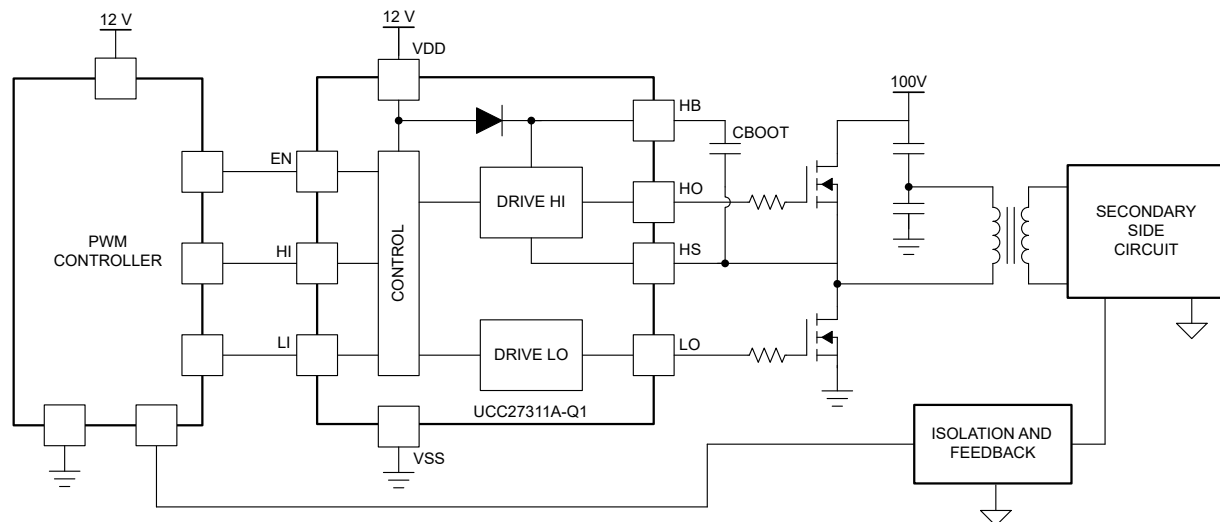 12 V
12 V
VDD
100V
HB
CBOOT
EN
HO
DRIVE HI
SECONDARY
SIDE
CIRCUIT
PWM
CONTROLLER
HI
CONTROL
HS
LI
DRIVE LO
LO
UCC27311A-Q1
VSS
ISOLATION AND
FEEDBACK